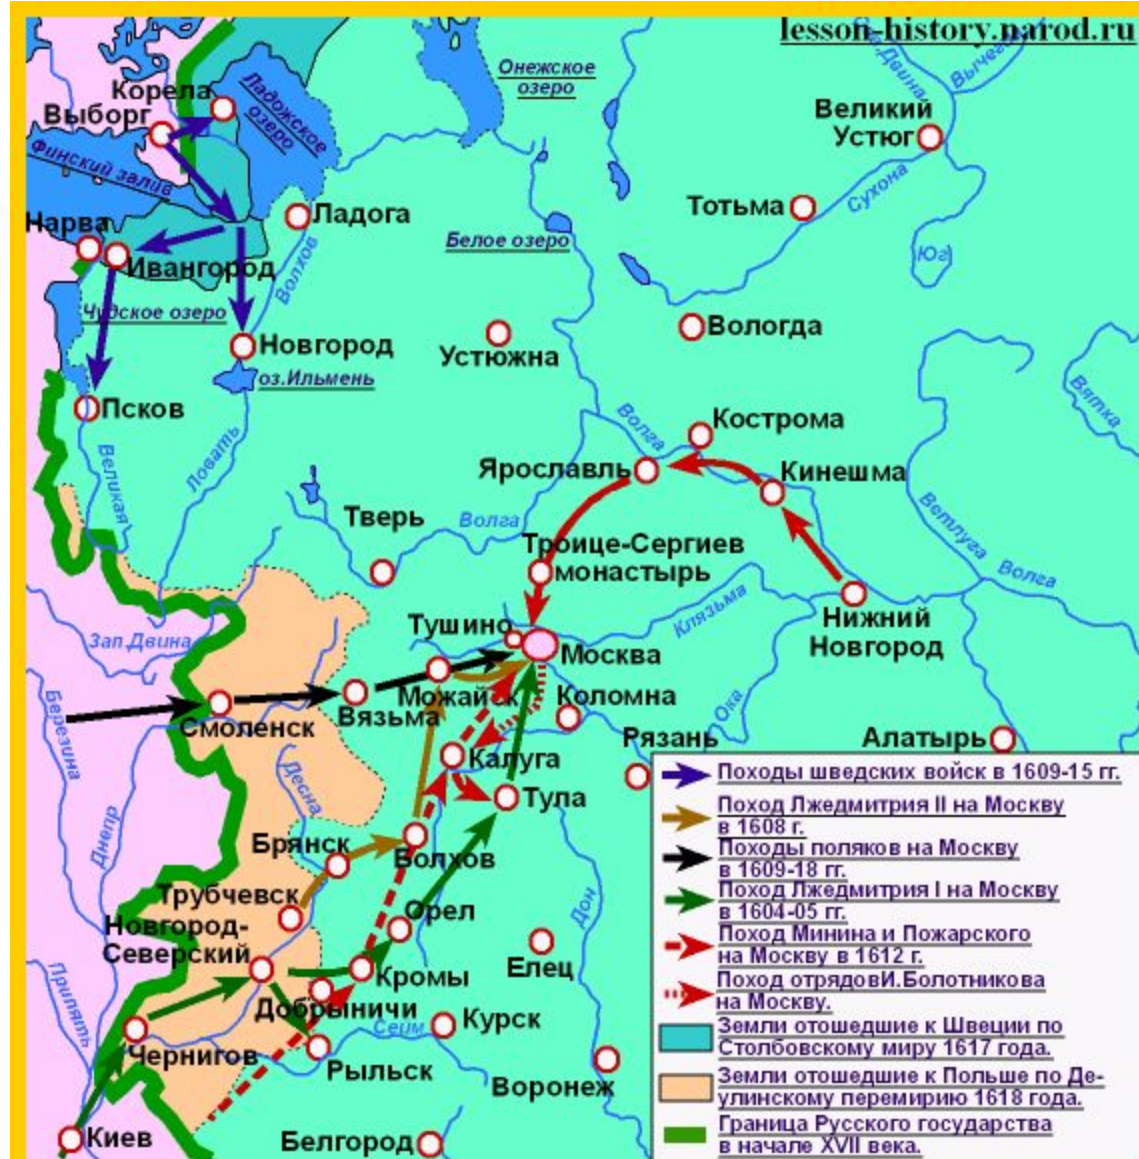 lesson-history.narod.ru
Онежское
озеро
Вычегда
Корела
Ладожское
озеро
Выборг
Великий
Устюг
Финский залив
Сухона
Тотьма
Нарва
Ладога
Белое озеро
Юг
Ивангород
Волхов
Чудское озеро
Вологда
Новгород
Устюжна
оз.Ильмень
Псков
Вятка
Кострома
Волга
Великая
Ловать
Ярославль
Кинешма
Тверь
Волга
Ветлуга
Троице-Сергиев
монастырь
Волга
Клязьма
Нижний
Новгород
Зап.Двина
Тушино
Москва
Березина
Можайск
Коломна
Смоленск
Вязьма
Ока
Рязань
Алатырь
Калуга
Десна
Тула
Днепр
Брянск
Волхов
Трубчевск
Новгород-
Северский
Орел
Дон
Елец
Кромы
Добрыничи
Припять
Сейм
Курск
Чернигов
Рыльск
Воронеж
Киев
Белгород
Походы шведских войск в 1609-15 гг.
Поход Лжедмитрия II на Москву
в 1608 г.
Походы поляков на Москву
в 1609-18 гг.
Поход Лжедмитрия I на Москву
в 1604-05 гг.
Поход Минина и Пожарского
на Москву в 1612 г.
Поход отрядовИ.Болотникова
на Москву.
Земли отошедшие к Швеции по
Столбовскому миру 1617 года.
Земли отошедшие к Польше по Де-
улинскому перемирию 1618 года.
Граница Русского государства
в начале XVII века.